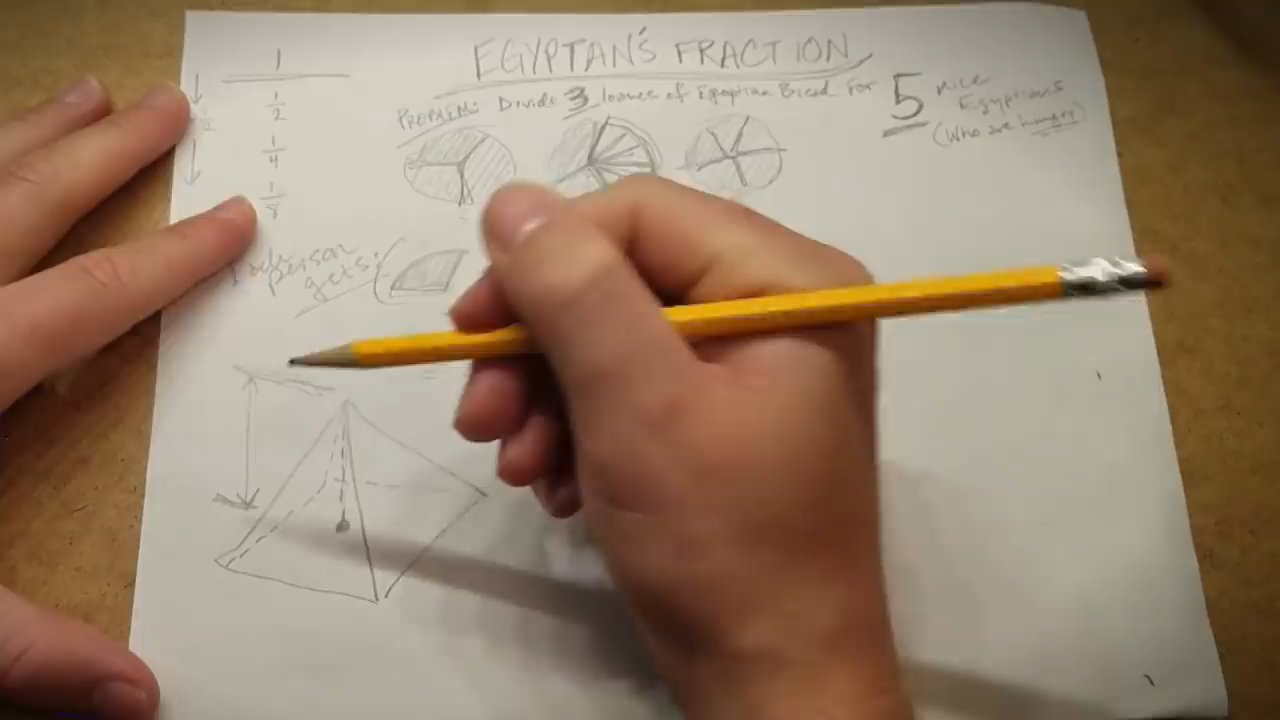 EGYPTAN'S FRACTION
PROBLEM: Divide 3 loaves of Egyptian Bread For 5 nice
Egyptians
(Who are hungry)
1
1/2
1/4
1/8
Each
person
gets: